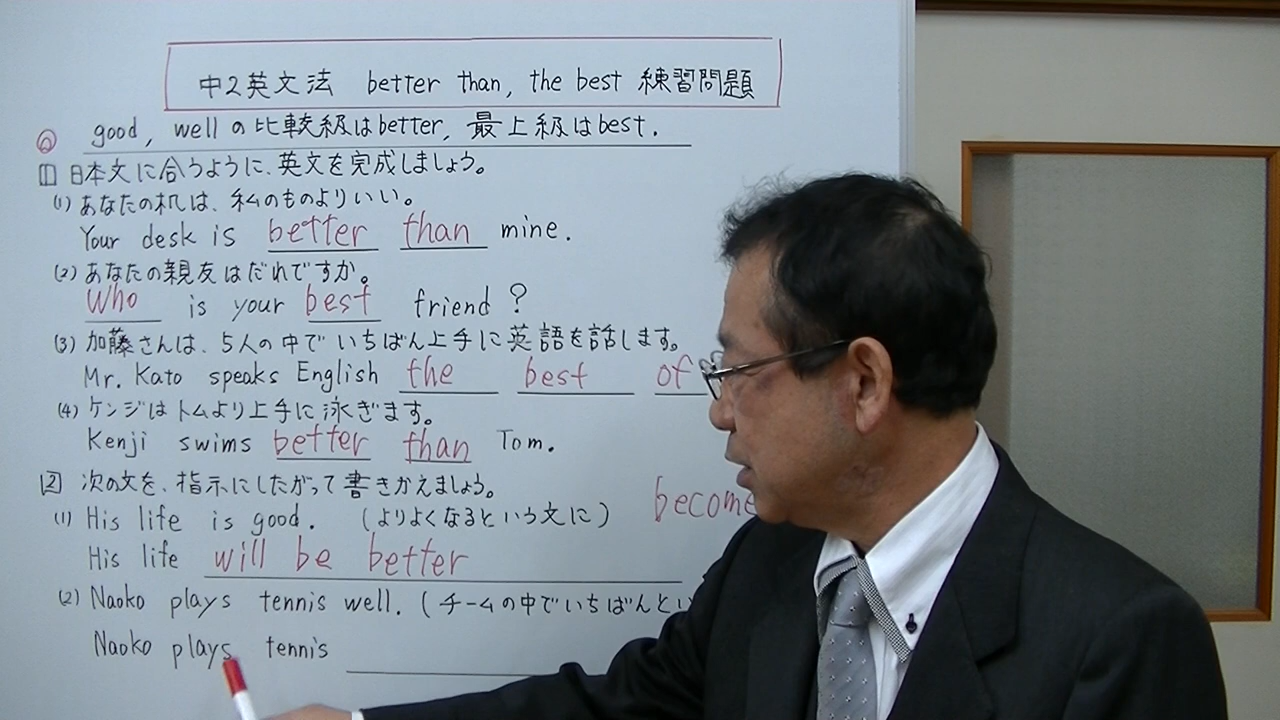 中2英文法 better than, the best 練習問題
◎ good, wellの比較級はbetter, 最上級はbest.
1 日本文に合うように、英文を完成しましょう。
(1) あなたの机は、私のものよりいい。
Your desk is better than mine.
(2) あなたの親友はだれですか。
Who is your best friend?
(3) 加藤さんは、5人の中でいちばん上手に英語を話します。
Mr. Kato speaks English the best of
(4) ケンジはトムより上手に泳ぎます。
Kenji swims better than Tom.
2 次の文を、指示にしたがって書きかえましょう。
(1) His life is good. (よりよくなるという文に) become
His life will be better
(2) Naoko plays tennis well. (チームの中でいちばんとい
Naoko plays tennis